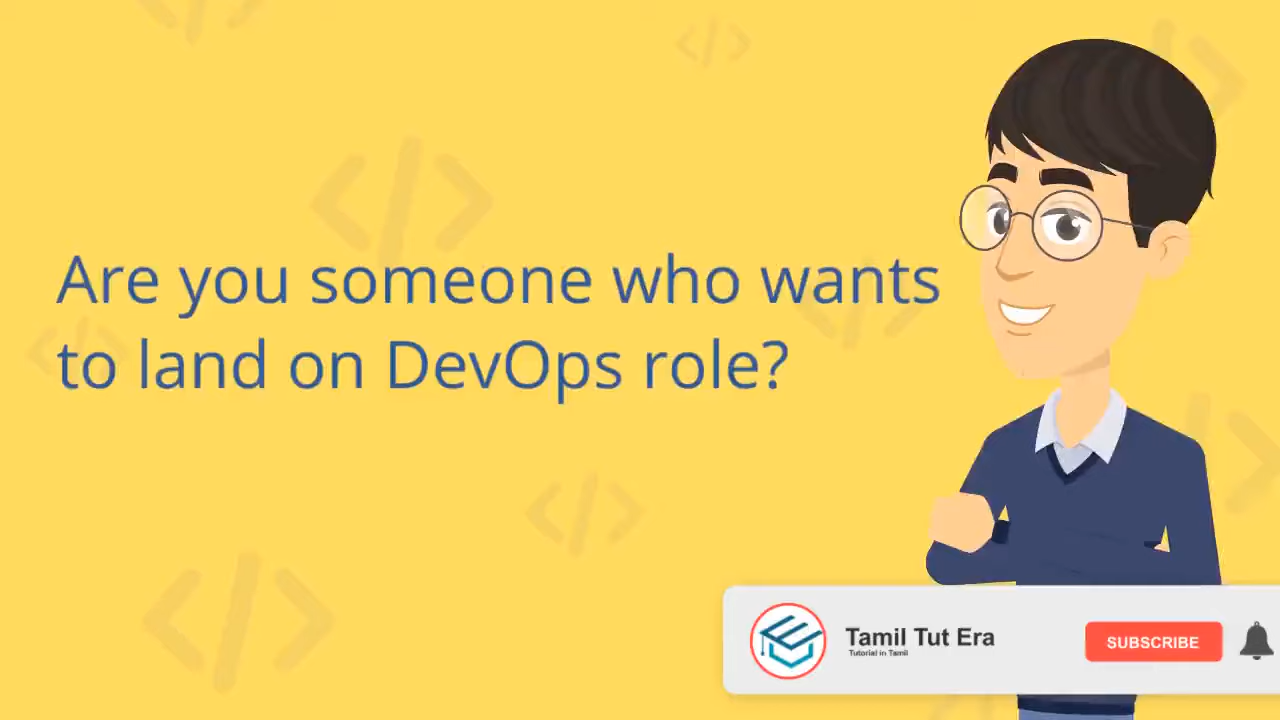 Are you someone who wants
to land on DevOps role?
Tamil Tut Era
Tutorial in Tamil
SUBSCRIBE